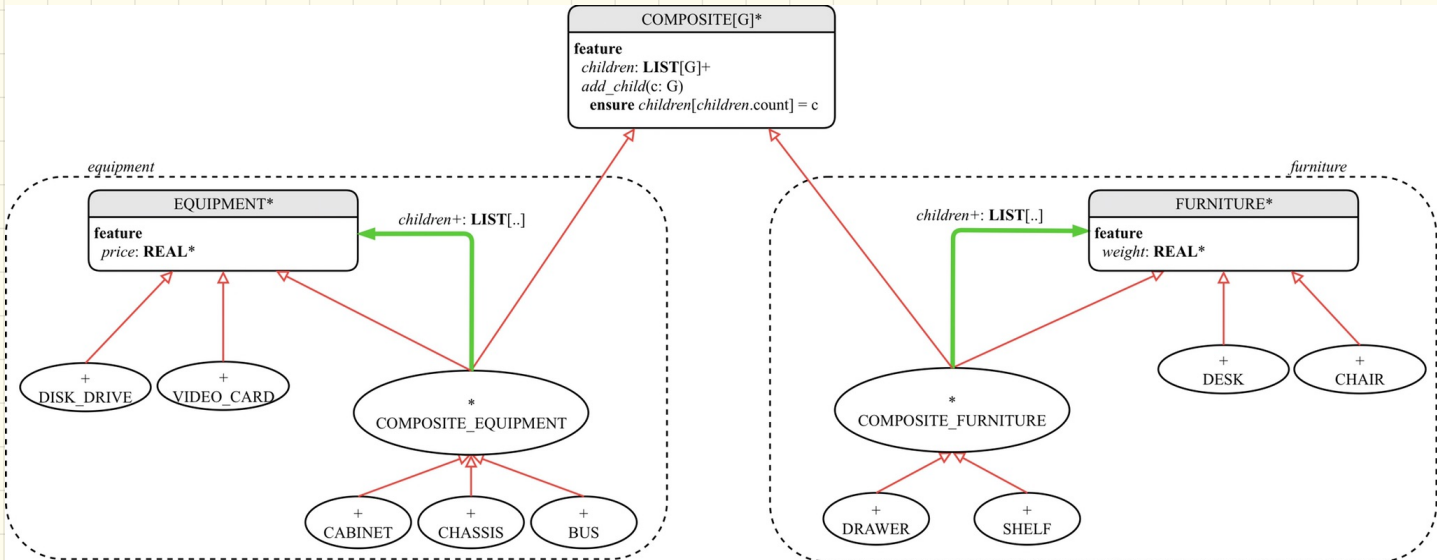 COMPOSITE[G]*
feature
children: LIST[G]+
add_child(c: G)
ensure children[children.count] = c
equipment
EQUIPMENT*
feature
price: REAL*
children+: LIST[..]
+
DISK_DRIVE
+
VIDEO_CARD
*
COMPOSITE_EQUIPMENT
+
CABINET
+
CHASSIS
+
BUS
furniture
children+: LIST[..]
FURNITURE*
feature
weight: REAL*
*
COMPOSITE_FURNITURE
+
DESK
+
CHAIR
+
DRAWER
+
SHELF